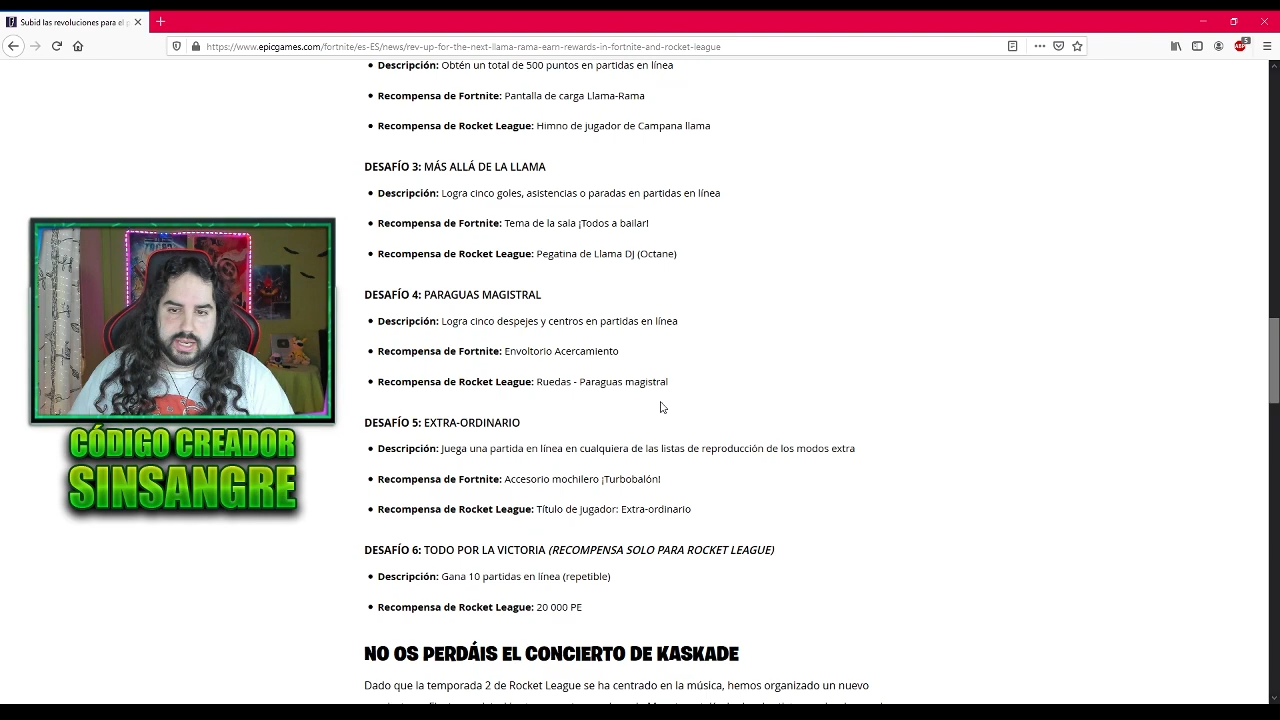 Subid las revoluciones para el p
https://www.epicgames.com/fortnite/es-ES/news/rev-up-for-the-next-llama-rama-earn-rewards-in-fortnite-and-rocket-league
Descripción: Obtén un total de 500 puntos en partidas en línea
Recompensa de Fortnite: Pantalla de carga Llama-Rama
Recompensa de Rocket League: Himno de jugador de Campana llama
DESAFÍO 3: MÁS ALLÁ DE LA LLAMA
Descripción: Logra cinco goles, asistencias o paradas en partidas en línea
Recompensa de Fortnite: Tema de la sala ¡Todos a bailar!
Recompensa de Rocket League: Pegatina de Llama DJ (Octane)
DESAFÍO 4: PARAGUAS MAGISTRAL
Descripción: Logra cinco despejes y centros en partidas en línea
Recompensa de Fortnite: Envoltorio Acercamiento
Recompensa de Rocket League: Ruedas - Paraguas magistral
DESAFÍO 5: EXTRA-ORDINARIO
Descripción: Juega una partida en línea en cualquiera de las listas de reproducción de los modos extra
Recompensa de Fortnite: Accesorio mochilero ¡Turbobalón!
Recompensa de Rocket League: Título de jugador: Extra-ordinario
DESAFÍO 6: TODO POR LA VICTORIA (RECOMPENSA SOLO PARA ROCKET LEAGUE)
Descripción: Gana 10 partidas en línea (repetible)
Recompensa de Rocket League: 20 000 PE
NO OS PERDÁIS EL CONCIERTO DE KASKADE
Dado que la temporada 2 de Rocket League se ha centrado en la música, hemos organizado un nuevo
CÓDIGO CREADOR
SINSANGRE